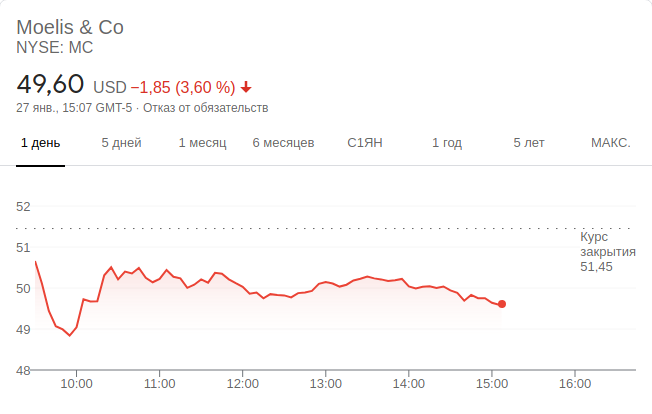 Moelis & Co
NYSE: MC
49,60 USD −1,85 (3,60 %)
27 янв., 15:07 GMT-5 · Отказ от обязательств
1 день 5 дней 1 месяц 6 месяцев С1ЯН 1 год 5 лет МАКС.
52
51
50
49
48
Курс
закрытия
51,45
10:00 11:00 12:00 13:00 14:00 15:00 16:00